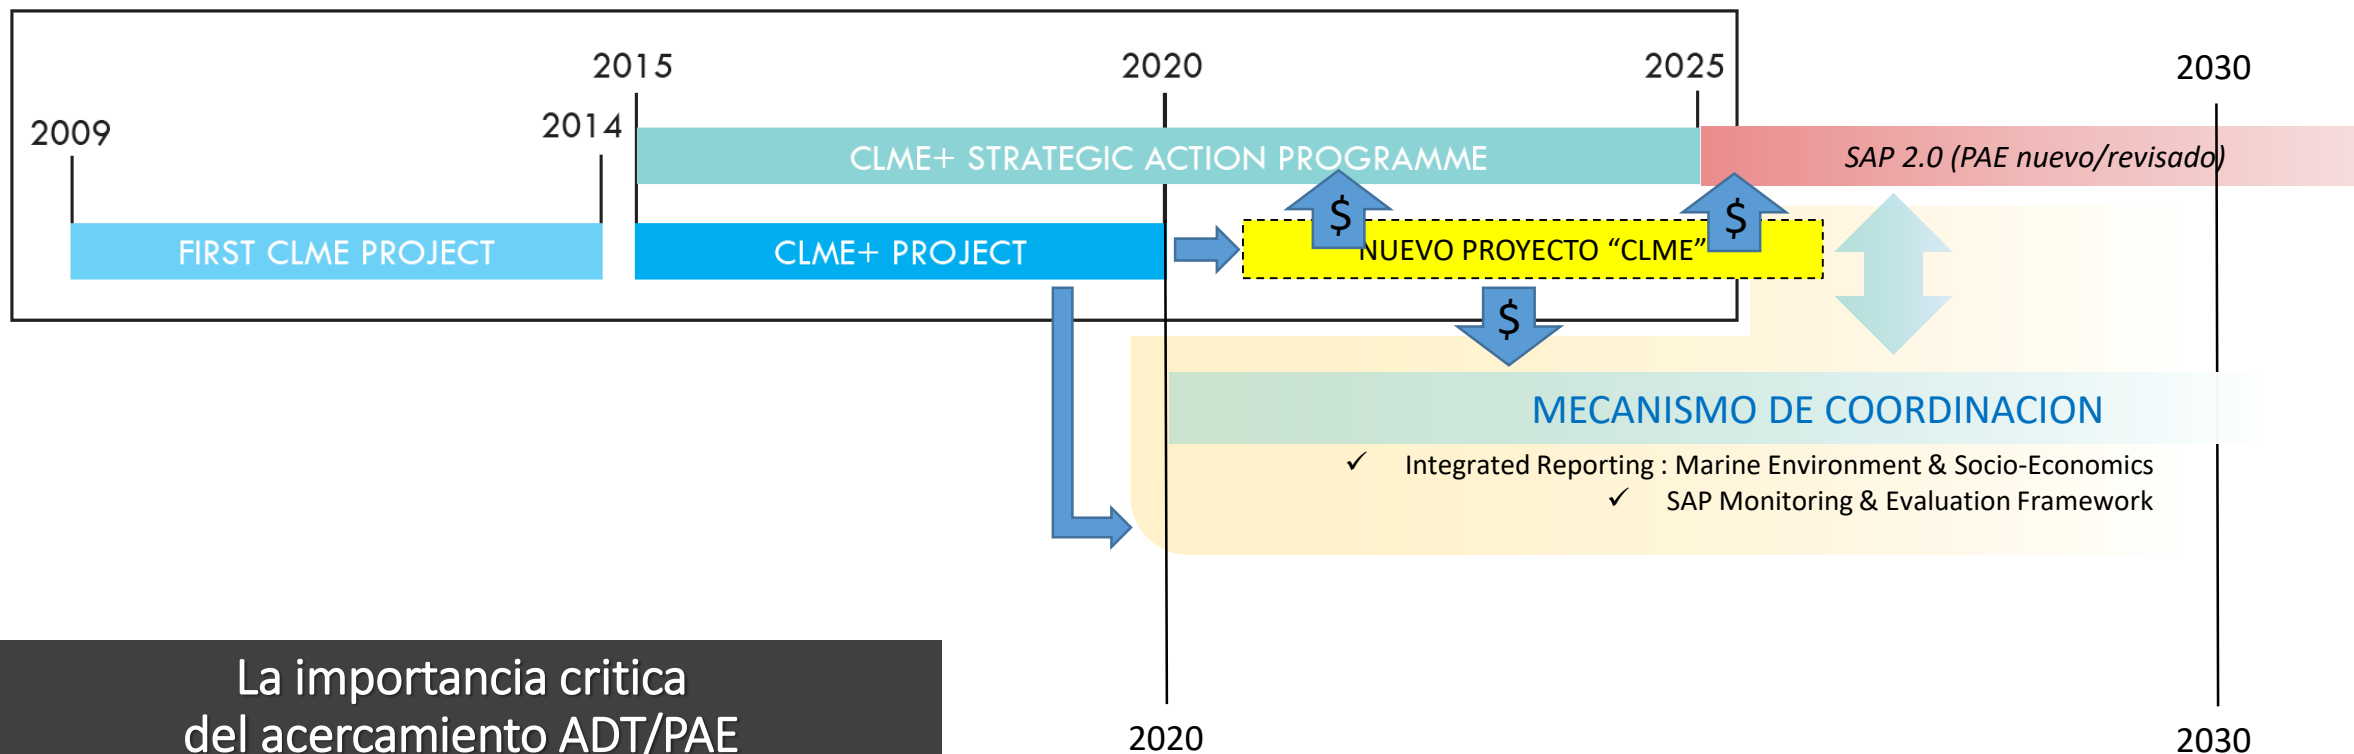 2015
2020
2025
2030
2009
2014
CLME+ STRATEGIC ACTION PROGRAMME
SAP 2.0 (PAE nuevo/revisado)
$
$
FIRST CLME PROJECT
CLME+ PROJECT
NUEVO PROYECTO “CLME”
$
MECANISMO DE COORDINACION
✓ Integrated Reporting : Marine Environment & Socio-Economics
✓ SAP Monitoring & Evaluation Framework
La importancia critica
del acercamiento ADT/PAE
2020
2030